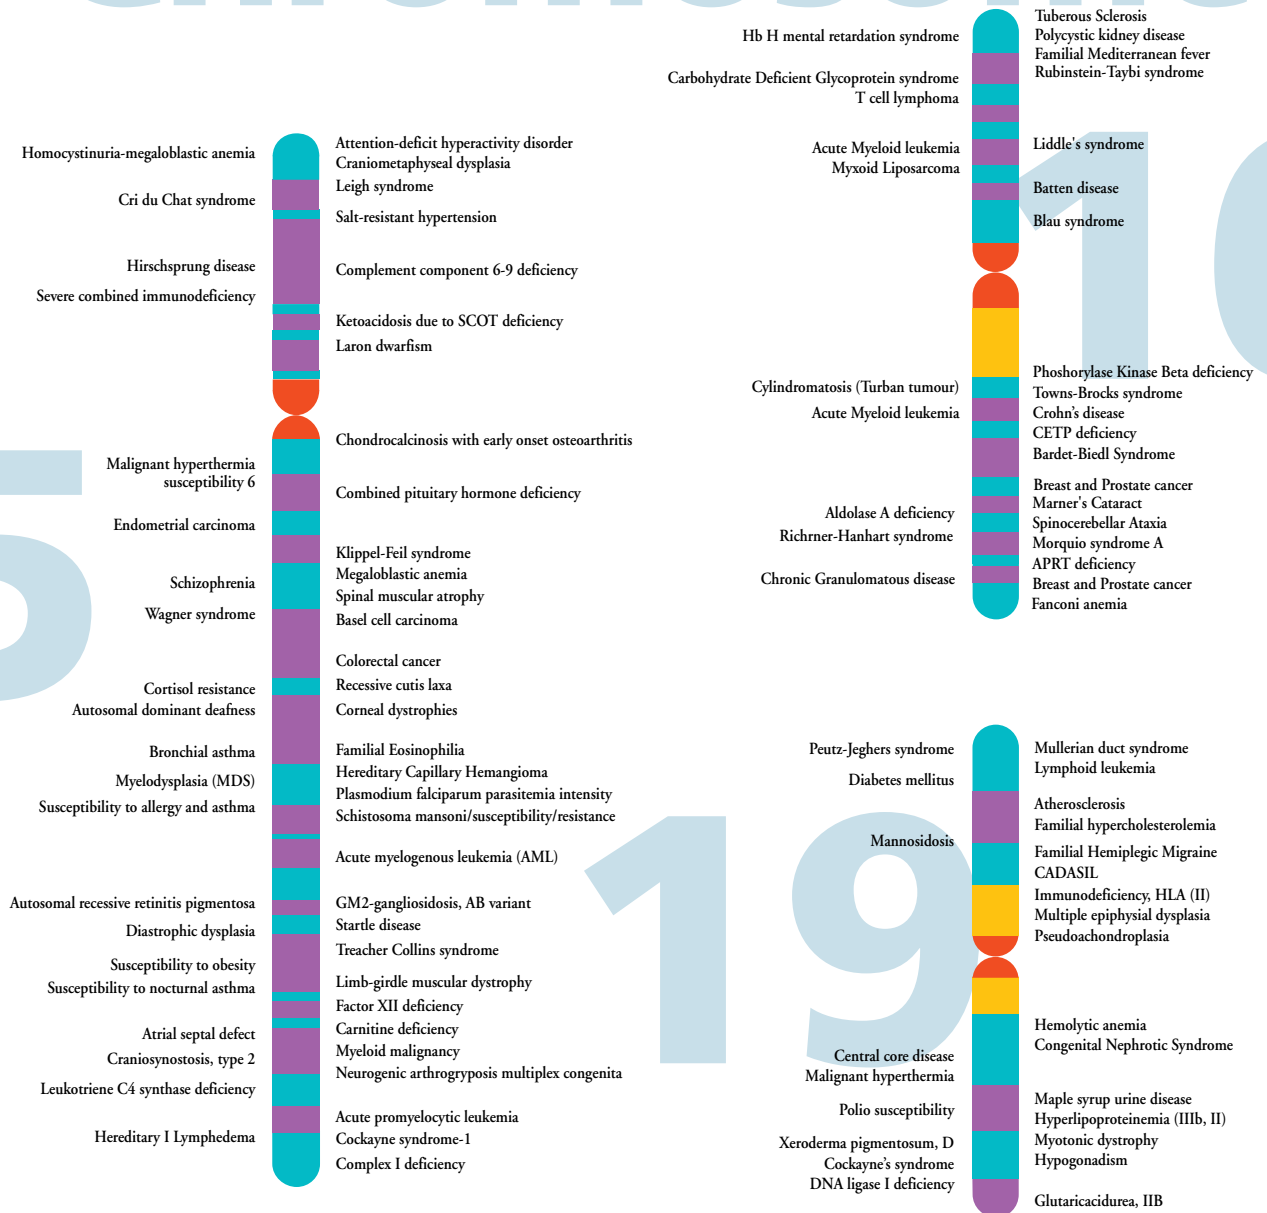 Chromosome
5
Homocystinuria-megaloblastic anemia
Cri du Chat syndrome
Hirschsprung disease
Severe combined immunodeficiency
Malignant hyperthermia
susceptibility 6
Endometrial carcinoma
Schizophrenia
Wagner syndrome
Cortisol resistance
Autosomal dominant deafness
Bronchial asthma
Myelodysplasia (MDS)
Susceptibility to allergy and asthma
Autosomal recessive retinitis pigmentosa
Diastrophic dysplasia
Susceptibility to obesity
Susceptibility to nocturnal asthma
Atrial septal defect
Craniosynostosis, type 2
Leukotriene C4 synthase deficiency
Hereditary I Lymphedema
Attention-deficit hyperactivity disorder
Craniometaphyseal dysplasia
Leigh syndrome
Salt-resistant hypertension
Complement component 6-9 deficiency
Ketoacidosis due to SCOT deficiency
Laron dwarfism
Chondrocalcinosis with early onset osteoarthritis
Combined pituitary hormone deficiency
Klippel-Feil syndrome
Megaloblastic anemia
Spinal muscular atrophy
Basel cell carcinoma
Colorectal cancer
Recessive cutis laxa
Corneal dystrophies
Familial Eosinophilia
Hereditary Capillary Hemangioma
Plasmodium falciparum parasitemia intensity
Schistosoma mansoni/susceptibility/resistance
Acute myelogenous leukemia (AML)
GM2-gangliosidosis, AB variant
Startle disease
Treacher Collins syndrome
Limb-girdle muscular dystrophy
Factor XII deficiency
Carnitine deficiency
Myeloid malignancy
Neurogenic arthrogryposis multiplex congenita
Acute promyelocytic leukemia
Cockayne syndrome-1
Complex I deficiency
Hb H mental retardation syndrome
Carbohydrate Deficient Glycoprotein syndrome
T cell lymphoma
Acute Myeloid leukemia
Myxoid Liposarcoma
Cylindromatosis (Turban tumour)
Acute Myeloid leukemia
Aldolase A deficiency
Richrner-Hanhart syndrome
Chronic Granulomatous disease
Tuberous Sclerosis
Polycystic kidney disease
Familial Mediterranean fever
Rubinstein-Taybi syndrome
Liddle's syndrome
Batten disease
Blau syndrome
Phoshorylase Kinase Beta deficiency
Towns-Brocks syndrome
Crohn’s disease
CETP deficiency
Bardet-Biedl Syndrome
Breast and Prostate cancer
Marner's Cataract
Spinocerebellar Ataxia
Morquio syndrome A
APRT deficiency
Breast and Prostate cancer
Fanconi anemia
19
Peutz-Jeghers syndrome
Diabetes mellitus
Mannosidosis
Central core disease
Malignant hyperthermia
Polio susceptibility
Xeroderma pigmentosum, D
Cockayne’s syndrome
DNA ligase I deficiency
Mullerian duct syndrome
Lymphoid leukemia
Atherosclerosis
Familial hypercholesterolemia
Familial Hemiplegic Migraine
CADASIL
Immunodeficiency, HLA (II)
Multiple epiphysial dysplasia
Pseudoachondroplasia
Hemolytic anemia
Congenital Nephrotic Syndrome
Maple syrup urine disease
Hyperlipoproteinemia (IIIb, II)
Myotonic dystrophy
Hypogonadism
Glutaricacidurea, IIB